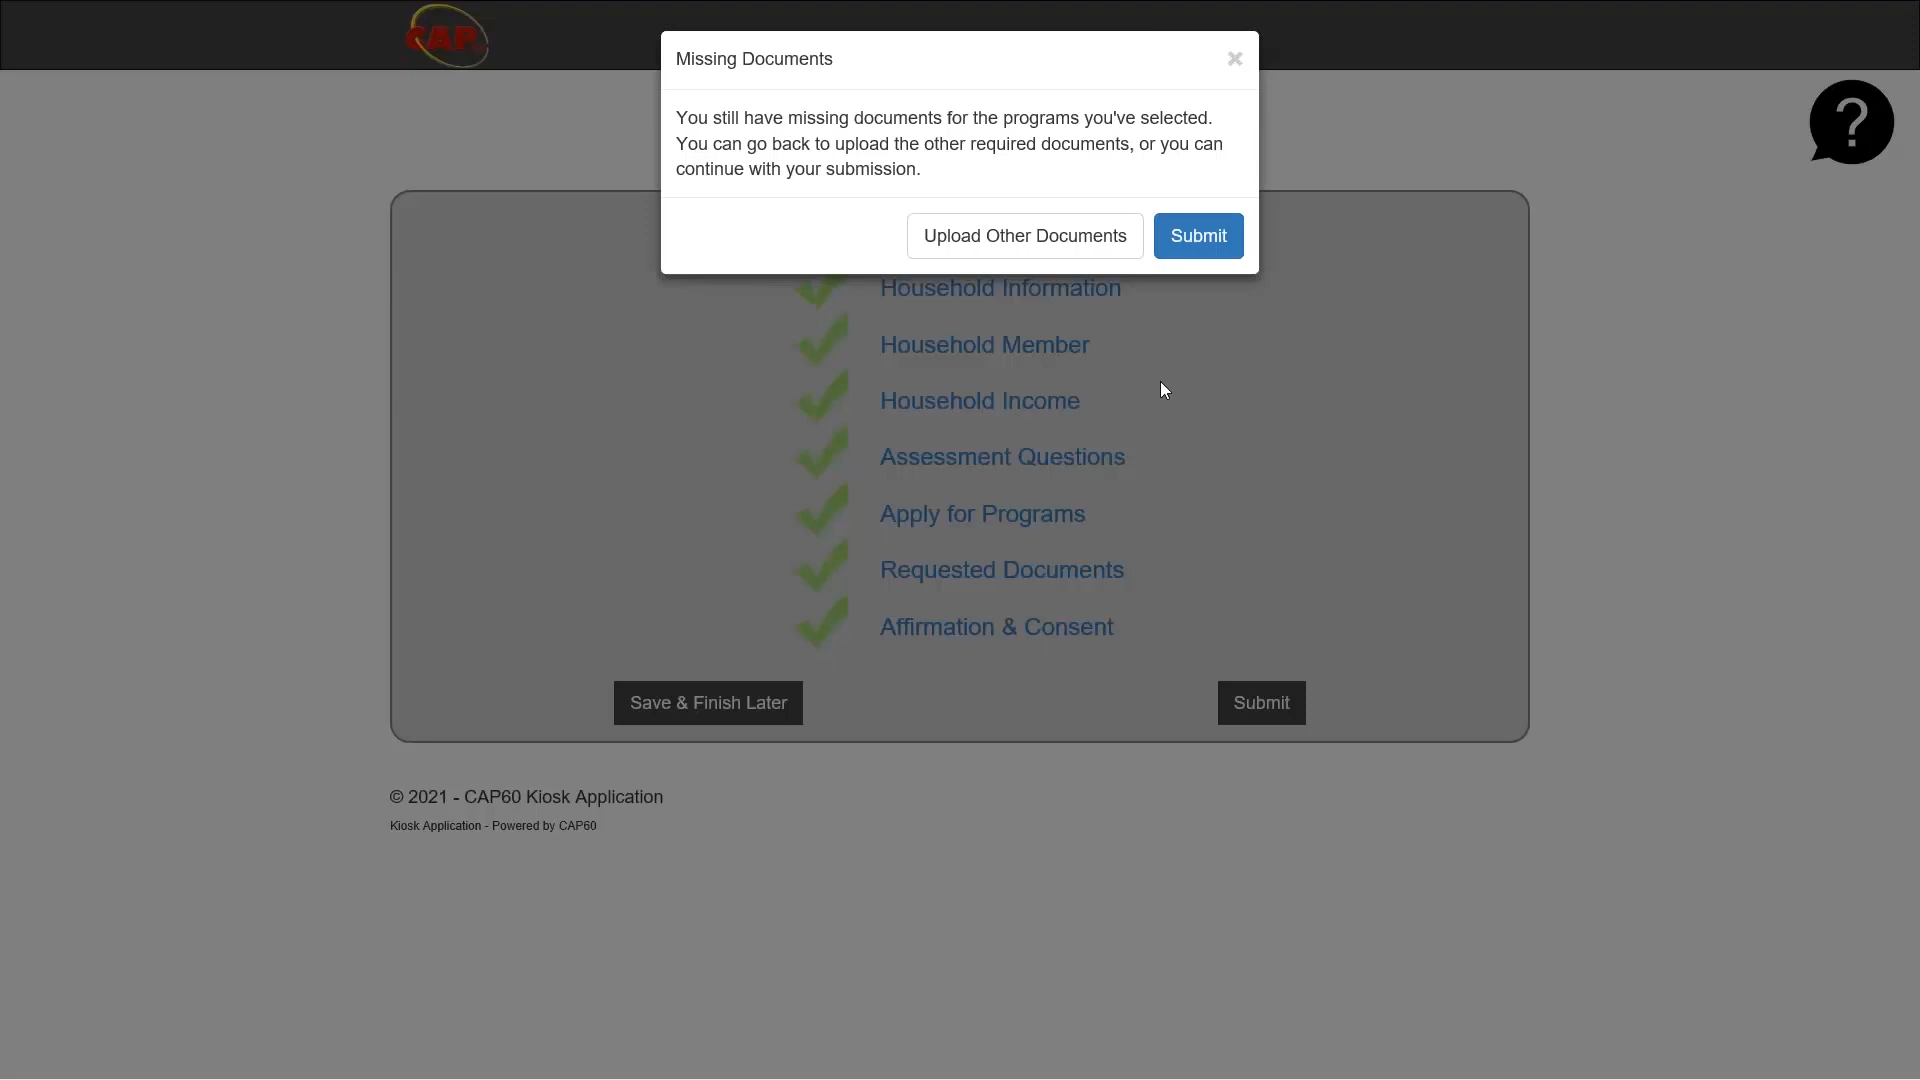 CAP
Missing Documents
You still have missing documents for the programs you've selected.
You can go back to upload the other required documents, or you can
continue with your submission.
Upload Other Documents
Submit
Household Information
Household Member
Household Income
Assessment Questions
Apply for Programs
Requested Documents
Affirmation & Consent
Save & Finish Later
Submit
© 2021 - CAP60 Kiosk Application
Kiosk Application - Powered by CAP60